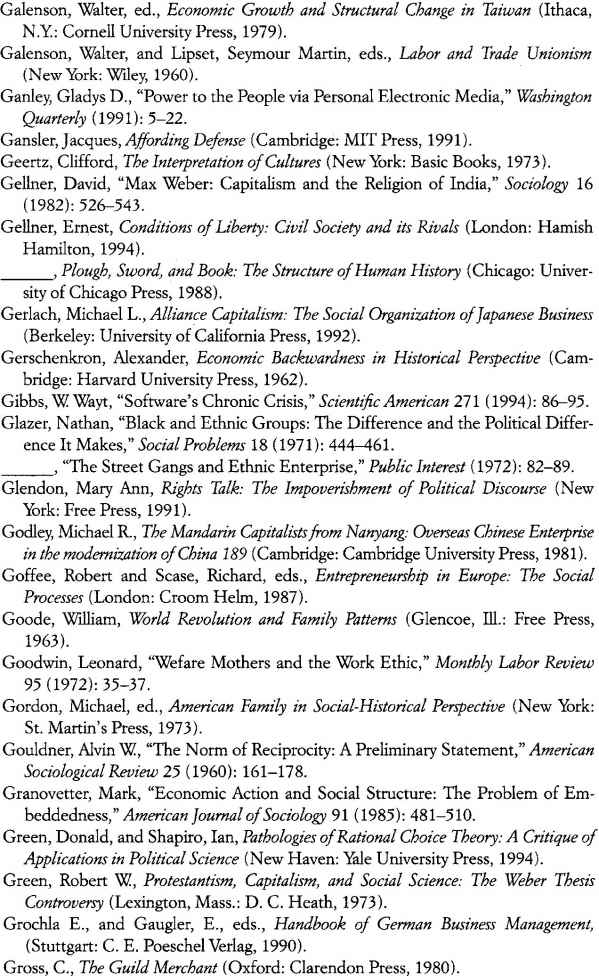 Galenson, Walter, ed., Economic Growth and Structural Change in Taiwan (Ithaca,
N.Y.: Cornell University Press, 1979).
Galenson, Walter, and Lipset, Seymour Martin, eds., Labor and Trade Unionism
(New York: Wiley, 1960).
Ganley, Gladys D., “Power to the People via Personal Electronic Media,” Washington
Quarterly (1991): 5–22.
Gansler, Jacques, Affording Defense (Cambridge: MIT Press, 1991).
Geertz, Clifford, The Interpretation of Cultures (New York: Basic Books, 1973).
Gellner, David, “Max Weber: Capitalism and the Religion of India,” Sociology 16
(1982): 526–543.
Gellner, Ernest, Conditions of Liberty: Civil Society and its Rivals (London: Hamish
Hamilton, 1994).
______, Plough, Sword, and Book: The Structure of Human History (Chicago: Univer-
sity of Chicago Press, 1988).
Gerlach, Michael L., Alliance Capitalism: The Social Organization of Japanese Business
(Berkeley: University of California Press, 1992).
Gerschenkron, Alexander, Economic Backwardness in Historical Perspective (Cam-
bridge: Harvard University Press, 1962).
Gibbs, W. Wayt, “Software’s Chronic Crisis,” Scientific American 271 (1994): 86–95.
Glazer, Nathan, “Black and Ethnic Groups: The Difference and the Political Differ-
ence It Makes,” Social Problems 18 (1971): 444–461.
______, “The Street Gangs and Ethnic Enterprise,” Public Interest (1972): 82–89.
Glendon, Mary Ann, Rights Talk: The Impoverishment of Political Discourse (New
York: Free Press, 1991).
Godley, Michael R., The Mandarin Capitalists from Nanyang: Overseas Chinese Enterprise
in the modernization of China 189 (Cambridge: Cambridge University Press, 1981).
Goffee, Robert and Scase, Richard, eds., Entrepreneurship in Europe: The Social
Processes (London: Croom Helm, 1987).
Goode, William, World Revolution and Family Patterns (Glencoe, Ill.: Free Press,
1963).
Goodwin, Leonard, “Wefare Mothers and the Work Ethic,” Monthly Labor Review
95 (1972): 35–37.
Gordon, Michael, ed., American Family in Social-Historical Perspective (New York:
St. Martin’s Press, 1973).
Gouldner, Alvin W., “The Norm of Reciprocity: A Preliminary Statement,” American
Sociological Review 25 (1960): 161–178.
Granovetter, Mark, “Economic Action and Social Structure: The Problem of Em-
beddedness,” American Journal of Sociology 91 (1985): 481–510.
Green, Donald, and Shapiro, Ian, Pathologies of Rational Choice Theory: A Critique of
Applications in Political Science (New Haven: Yale University Press, 1994).
Green, Robert W., Protestantism, Capitalism, and Social Science: The Weber Thesis
Controversy (Lexington, Mass.: D. C. Heath, 1973).
Grochla E., and Gaugler, E., eds., Handbook of German Business Management,
(Stuttgart: C. E. Poeschel Verlag, 1990).
Gross, C., The Guild Merchant (Oxford: Clarendon Press, 1980).